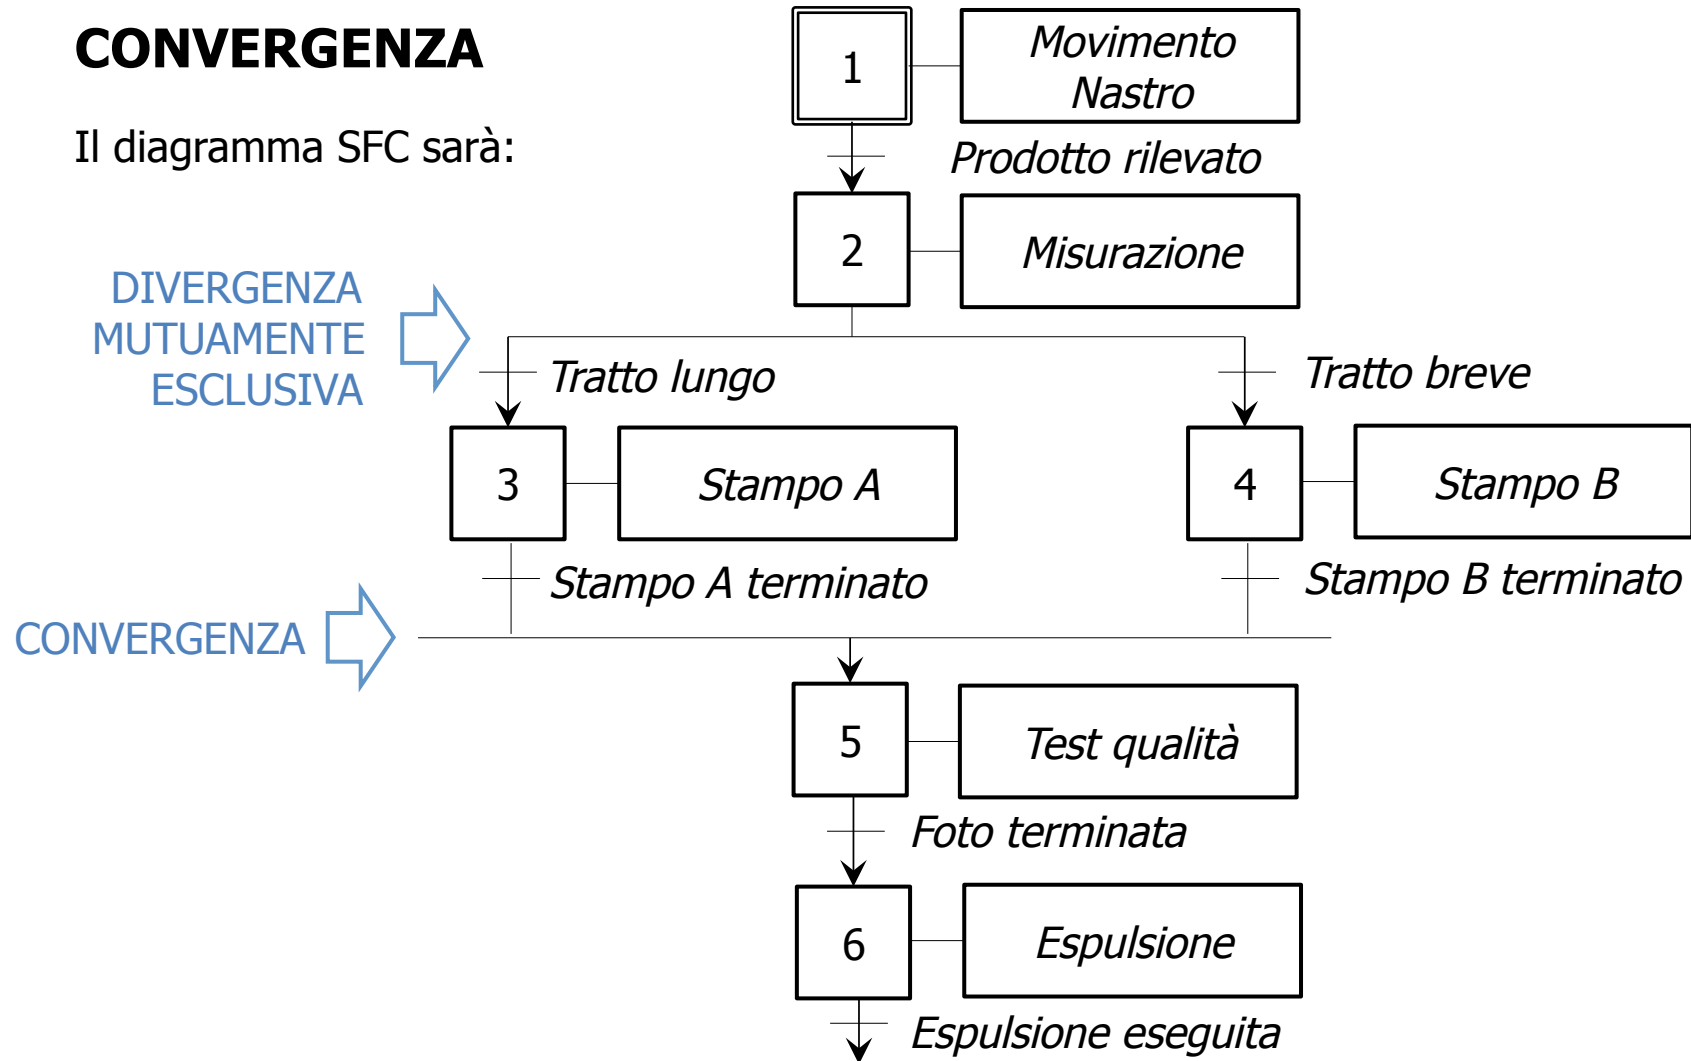 CONVERGENZA
Il diagramma SFC sarà:
1
Movimento
Nastro
Prodotto rilevato
2
Misurazione
DIVERGENZA
MUTUAMENTE
ESCLUSIVA
Tratto lungo
Tratto breve
3
Stampo A
4
Stampo B
Stampo A terminato
Stampo B terminato
CONVERGENZA
5
Test qualità
Foto terminata
6
Espulsione
Espulsione eseguita